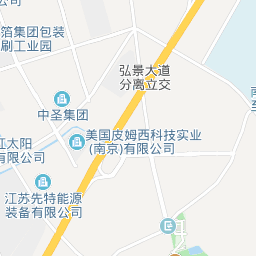 箔集团包装
刷工业园
弘景大道
分离立交
中圣集团
美国皮姆西科技实业
(南京)有限公司
江太阳
有限公司
江苏先特能源
装备有限公司